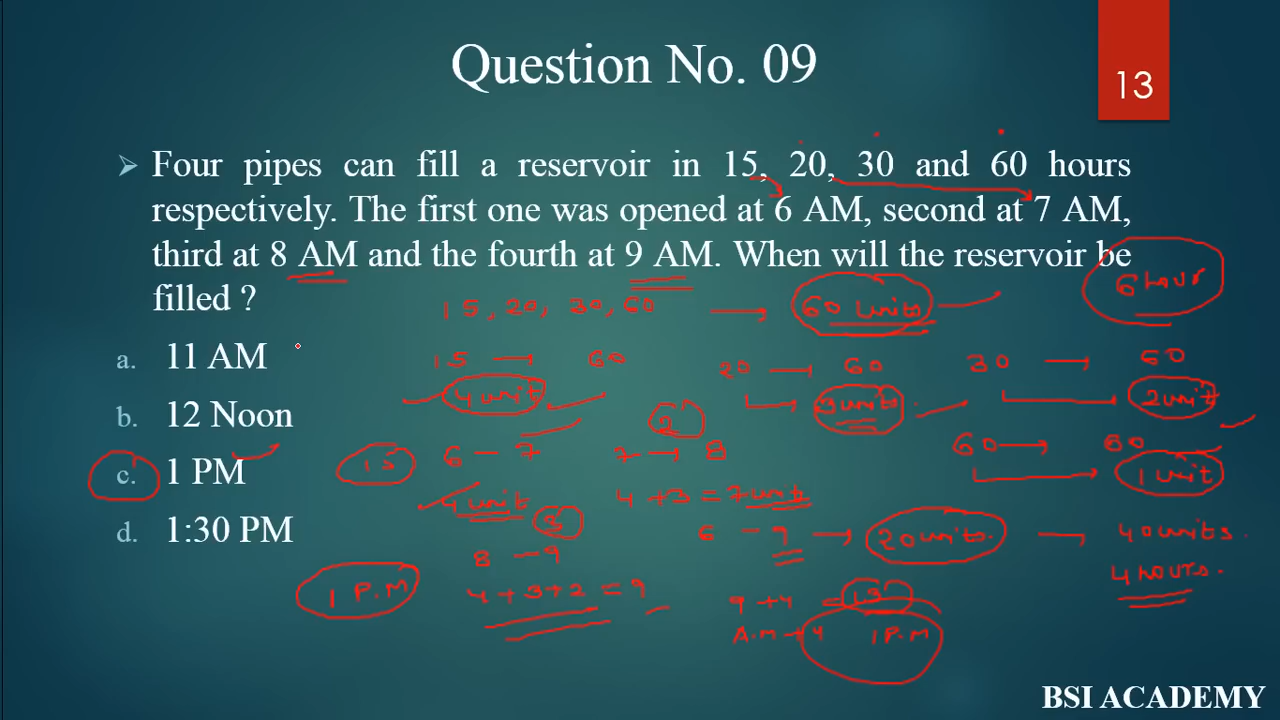 Question No. 09
13
Four pipes can fill a reservoir in 15, 20, 30 and 60 hours
respectively. The first one was opened at 6 AM, second at 7 AM,
third at 8 AM and the fourth at 9 AM. When will the reservoir be
filled ?
6 hour
15, 20, 30, 60 → 60 units
a. 11 AM
15 → 60
20 → 60
30 → 60
4 unit
3 units
2 unit
b. 12 Noon
6 - 7
7 → 8
60 → 60
c. 1 PM
13
1 unit
4 unit
4 + 3 = 7 unit
8
d. 1:30 PM
6 - 9 → 20 units. → 40 units.
8 - 9
4 hours.
1 P.M
4 + 3 + 2 = 9
9 + 4 = 13
A.M + 4 1 P.M
BSI ACADEMY